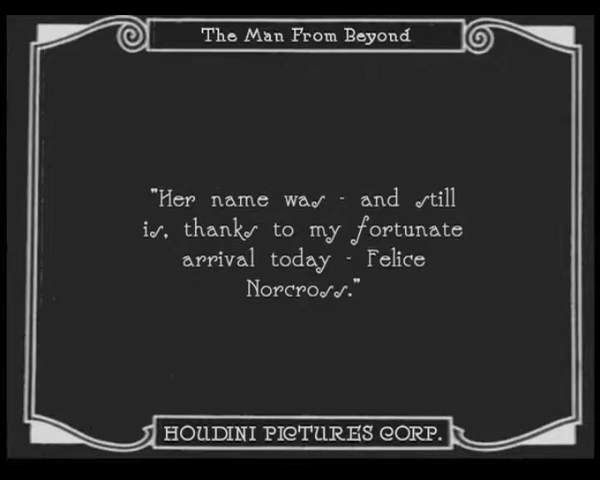 The Man From Beyond
"Her name was - and still
is, thanks to my fortunate
arrival today - Felice
Norcross."
HOUDINI PICTURES CORP.